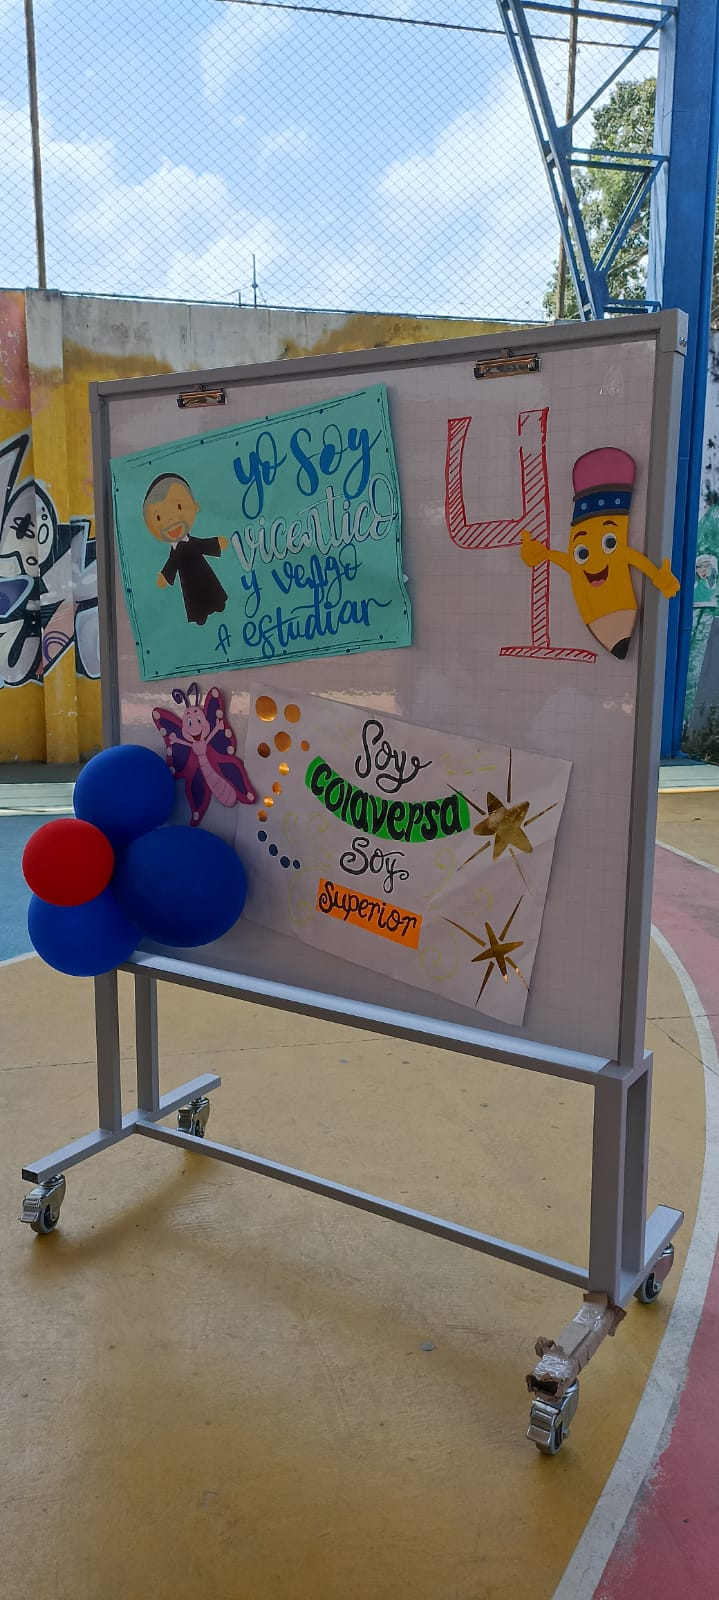 yo soy
vicentico
y vengo
A estudiar
4
Soy
colaversa
Soy
Superior